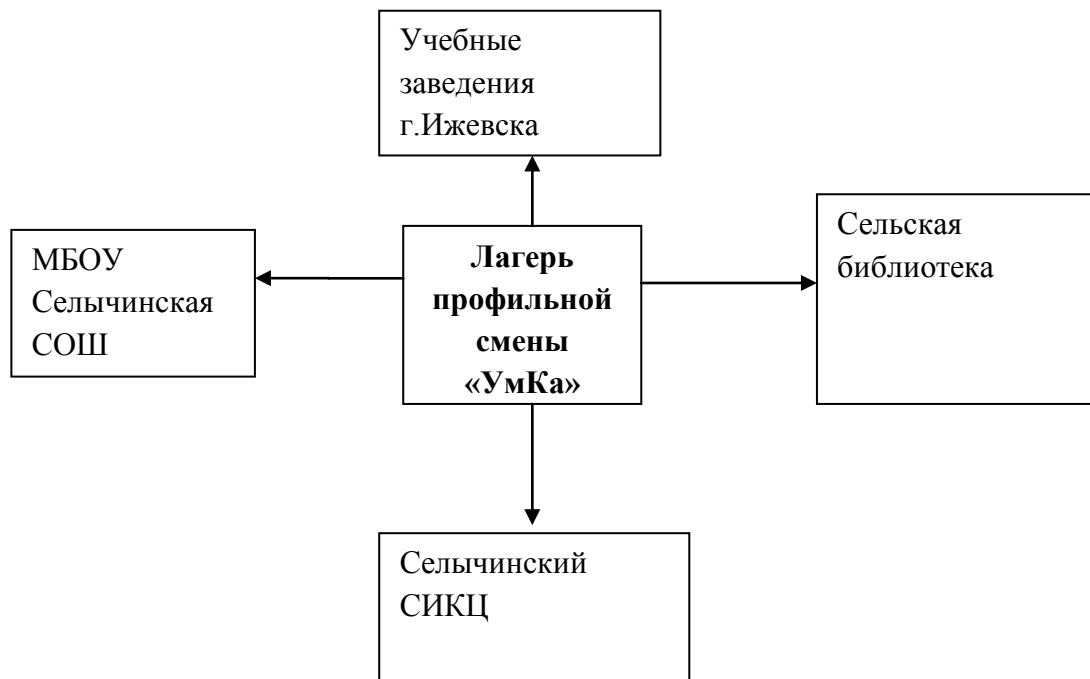 Учебные
заведения
г.Ижевска
МБОУ
Селычинская
СОШ
Лагерь
профильной
смены
«УмКа»
Сельская
библиотека
Селычинский
СИКЦ